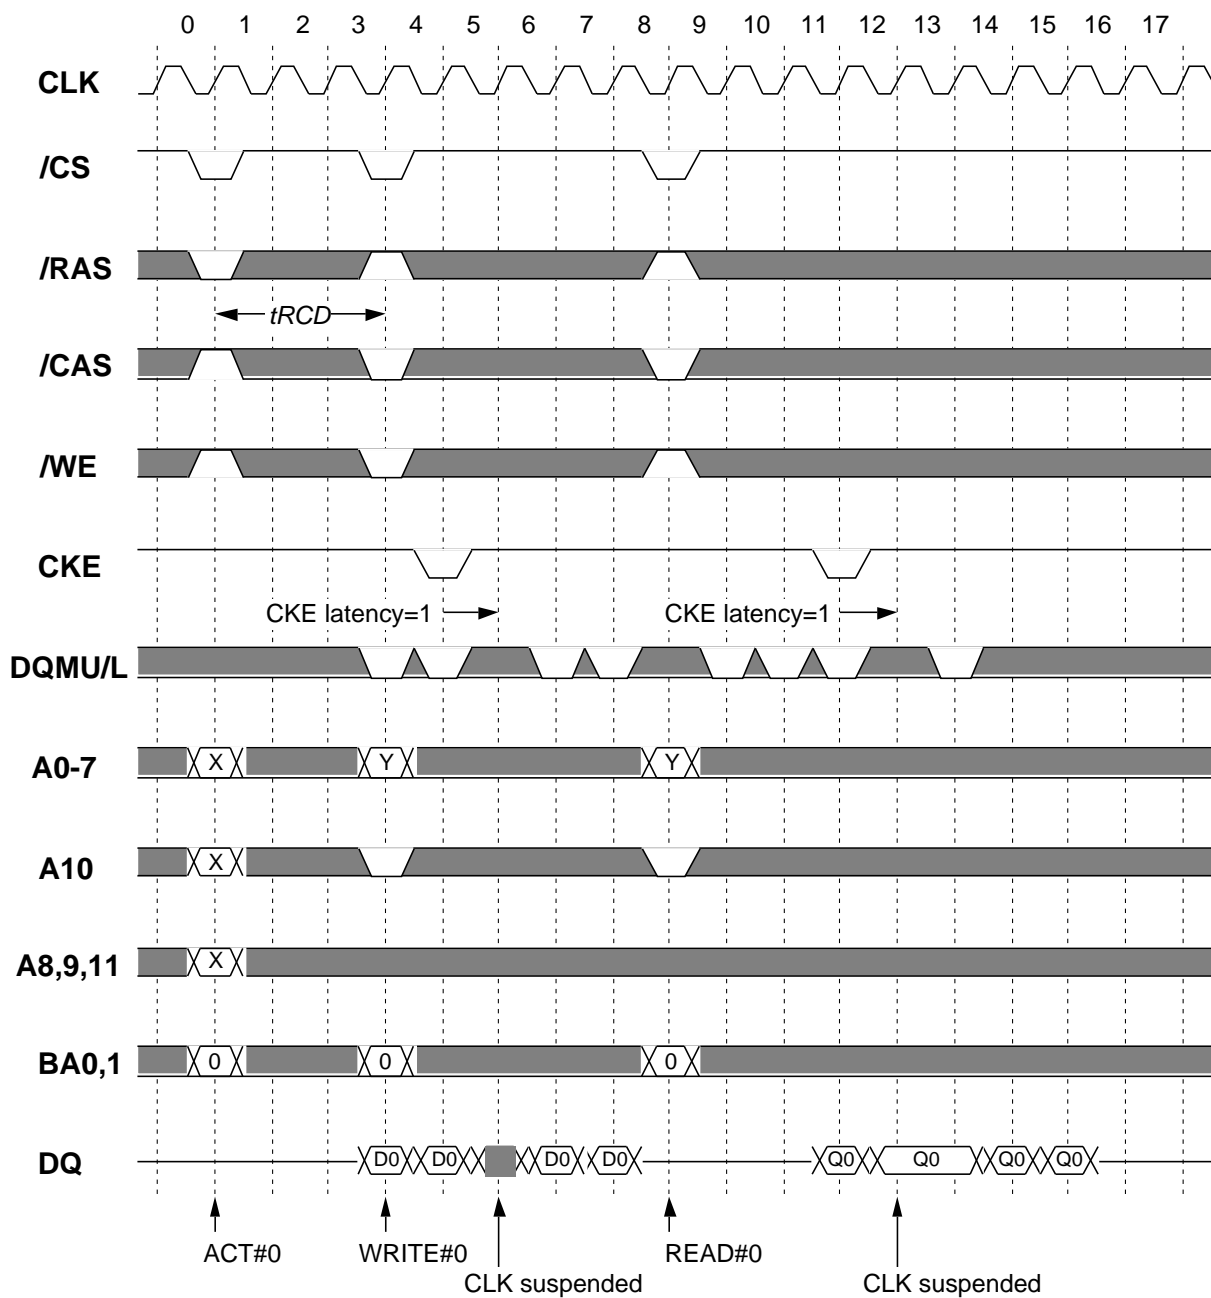 0 1 2 3 4 5 6 7 8 9 10 11 12 13 14 15 16 17
CLK
/CS
/RAS
tRCD
/CAS
/WE
CKE
CKE latency=1 CKE latency=1
DQMU/L
A0-7 X Y Y
A10 X
A8,9,11 X
BA0,1 0 0 0
DQ D0 D0 D0 D0 Q0 Q0 Q0 Q0
ACT#0 WRITE#0 READ#0
CLK suspended CLK suspended